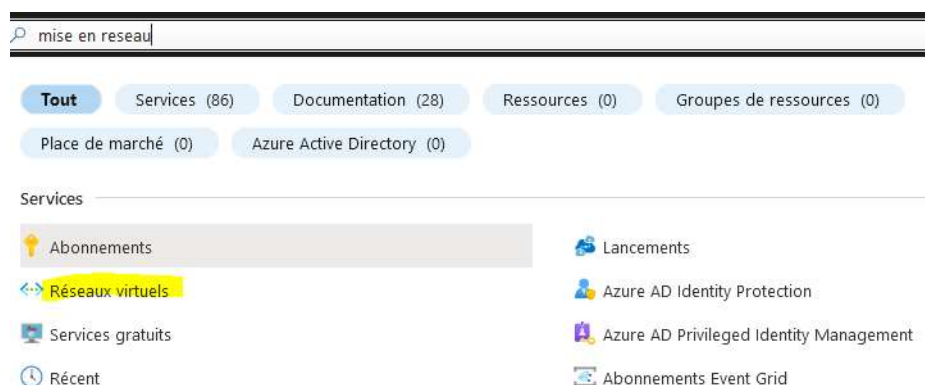 mise en reseau
Tout Services (86) Documentation (28) Ressources (0) Groupes de ressources (0)
Place de marché (0) Azure Active Directory (0)
Services
Abonnements Lancements
Réseaux virtuels Azure AD Identity Protection
Services gratuits Azure AD Privileged Identity Management
Récent Abonnements Event Grid